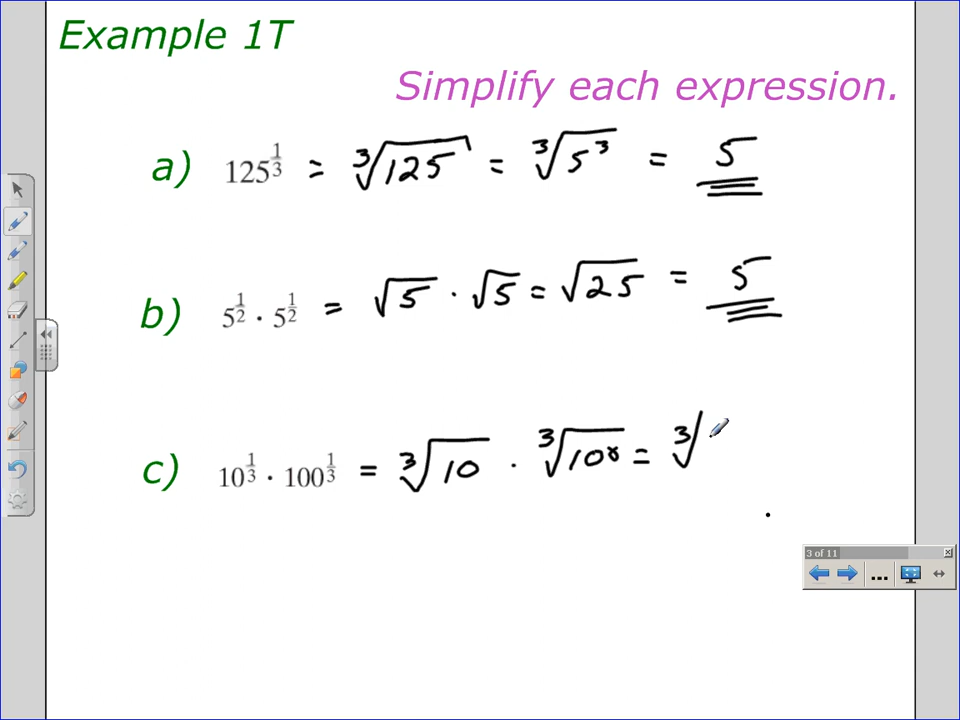 Example 1T
Simplify each expression.
a) 125^{1/3} = ∛125 = ∛5³ = 5
b) 5^{1/2} · 5^{1/2} = √5 · √5 = √25 = 5
c) 10^{1/3} · 100^{1/3} = ∛10 · ∛100 = ∛
3 of 11
...